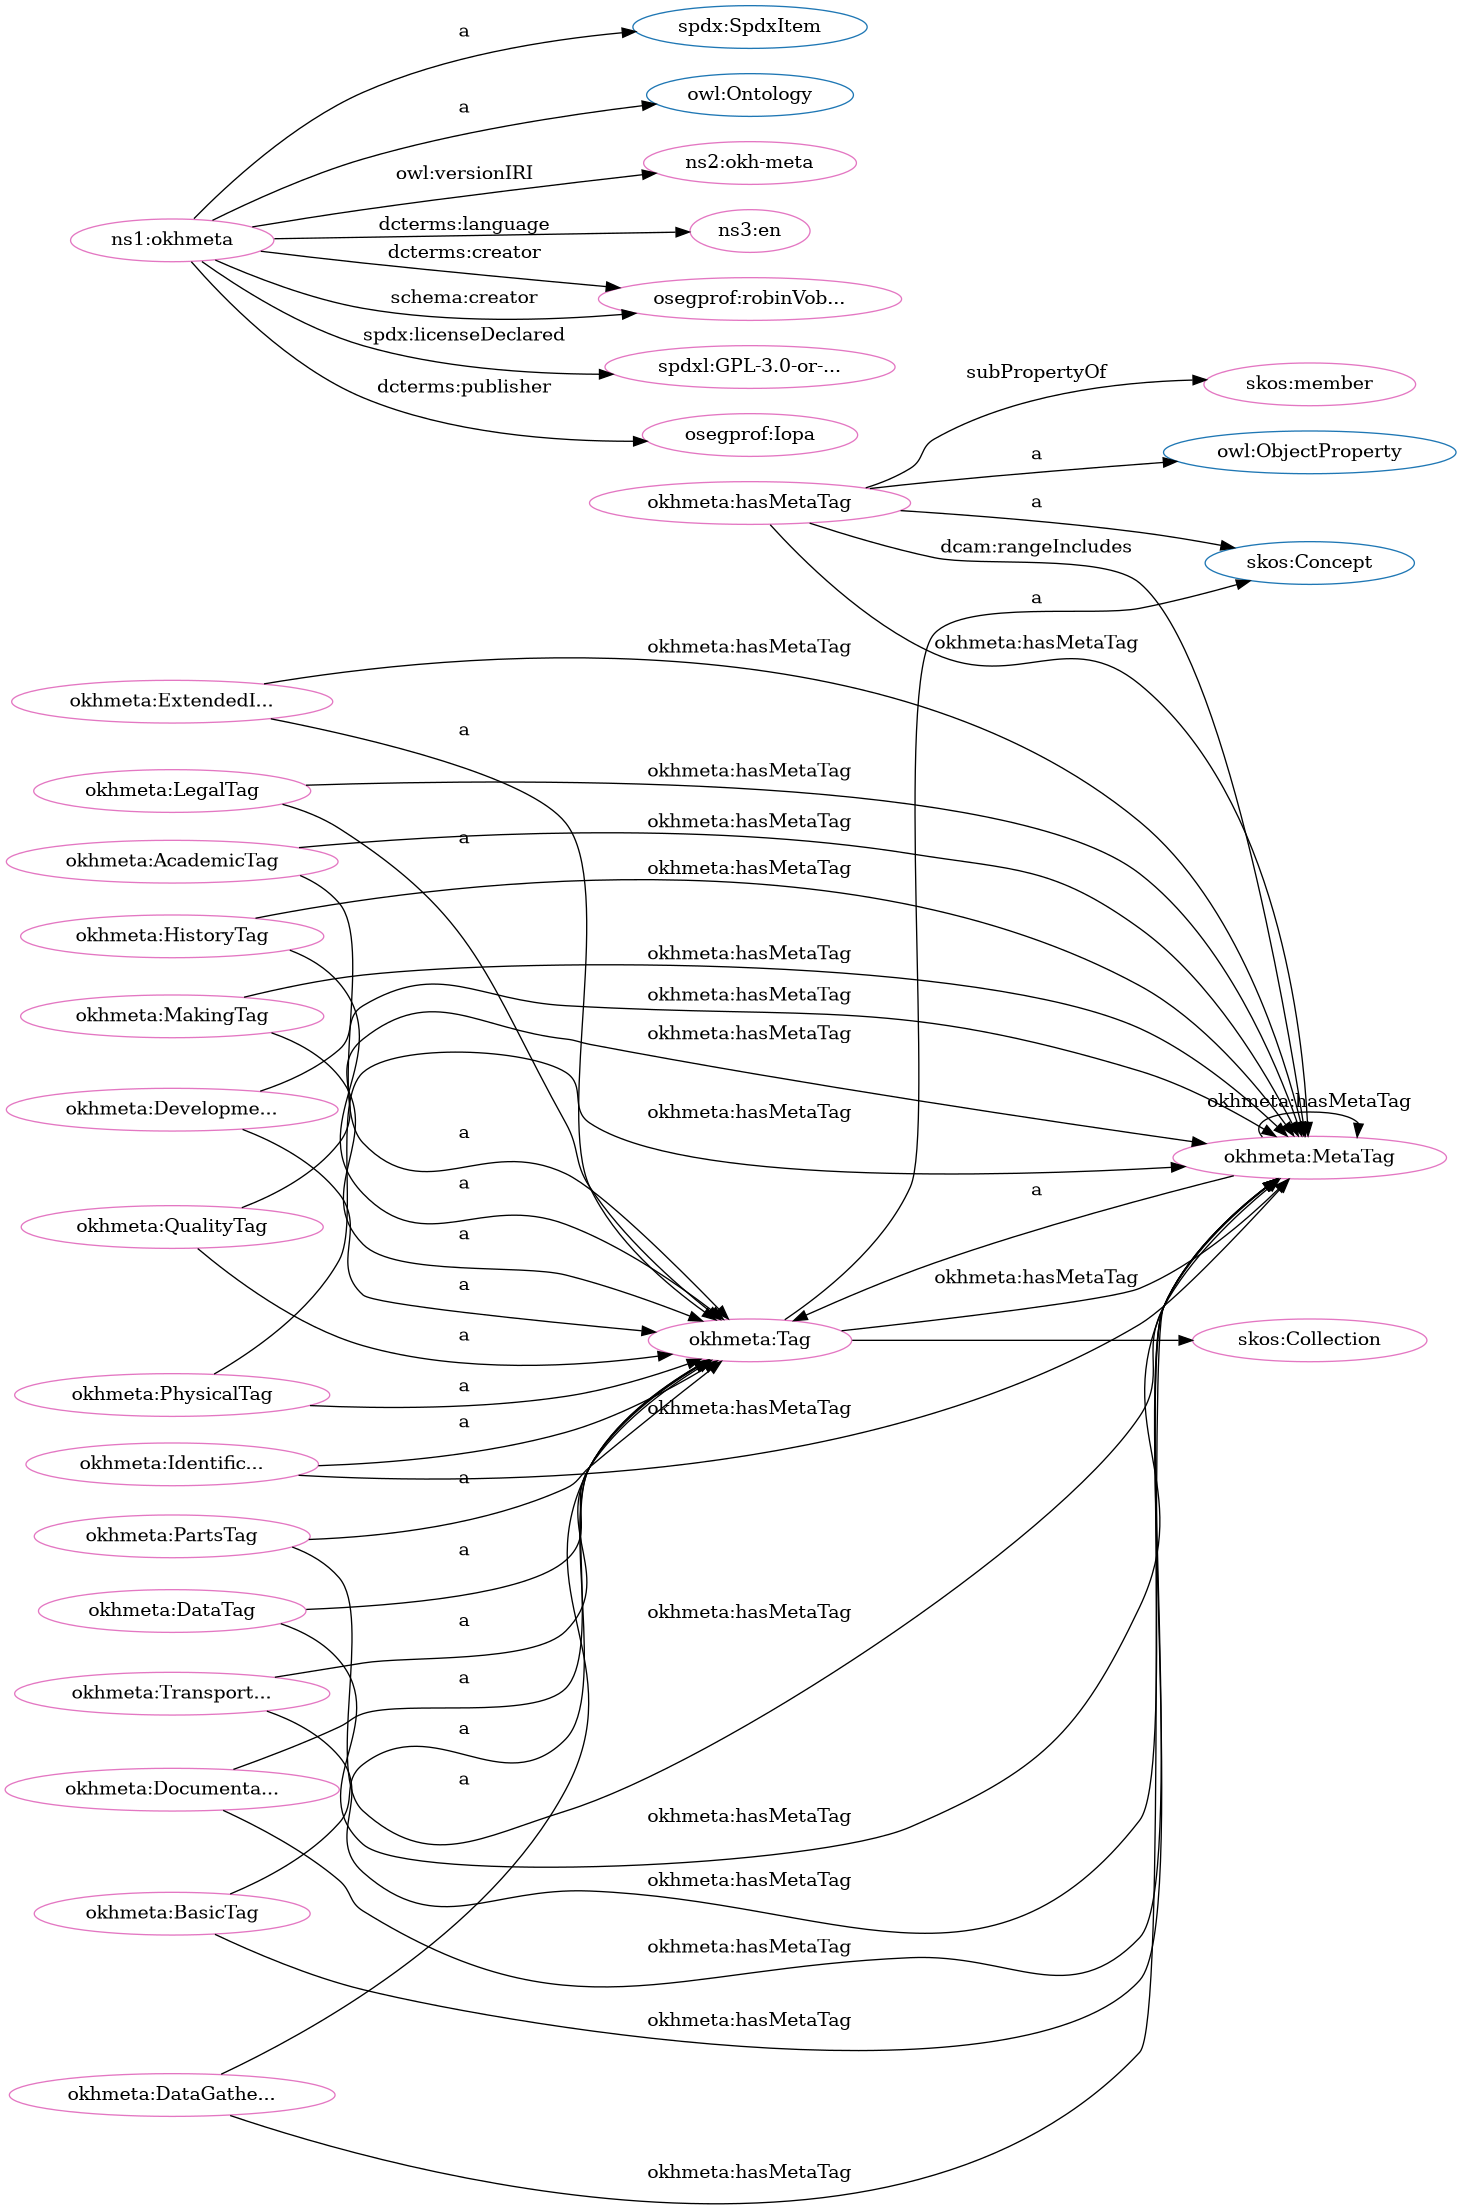 spdx:SpdxItem
a
owl:Ontology
a
ns2:okh-meta
owl:versionIRI
ns1:okhmeta
dcterms:language
ns3:en
dcterms:creator
osegprof:robinVob...
schema:creator
spdx:licenseDeclared
spdxl:GPL-3.0-or-...
dcterms:publisher
osegprof:Iopa
subPropertyOf
skos:member
okhmeta:hasMetaTag
a
owl:ObjectProperty
a
dcam:rangeIncludes
skos:Concept
a
okhmeta:hasMetaTag
okhmeta:hasMetaTag
okhmeta:ExtendedI...
a
okhmeta:hasMetaTag
okhmeta:LegalTag
okhmeta:hasMetaTag
a
okhmeta:AcademicTag
okhmeta:hasMetaTag
okhmeta:HistoryTag
okhmeta:hasMetaTag
okhmeta:hasMetaTag
okhmeta:MakingTag
okhmeta:hasMetaTag
okhmeta:Developme...
okhmeta:hasMetaTag
okhmeta:hasMetaTag
a
okhmeta:MetaTag
a
a
okhmeta:QualityTag
a
a
okhmeta:hasMetaTag
a
okhmeta:Tag
skos:Collection
okhmeta:PhysicalTag
a
okhmeta:hasMetaTag
a
okhmeta:Identific...
a
okhmeta:PartsTag
a
okhmeta:DataTag
okhmeta:hasMetaTag
a
okhmeta:Transport...
a
a
okhmeta:Documenta...
a
okhmeta:hasMetaTag
okhmeta:hasMetaTag
okhmeta:BasicTag
okhmeta:hasMetaTag
okhmeta:hasMetaTag
okhmeta:DataGathe...
okhmeta:hasMetaTag